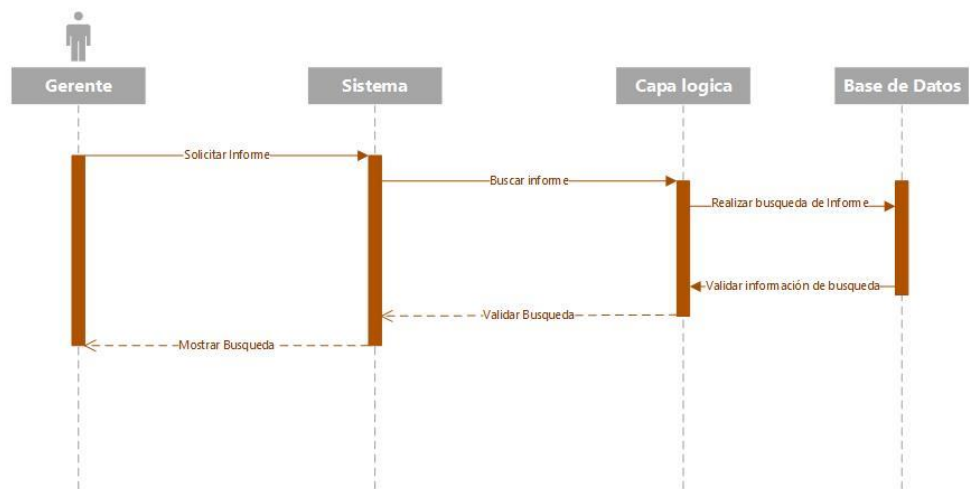 Gerente
Sistema
Capa logica
Base de Datos
Solicitar Informe
Buscar informe
Realizar busqueda de Informe
Validar información de busqueda
Validar Busqueda
Mostrar Busqueda